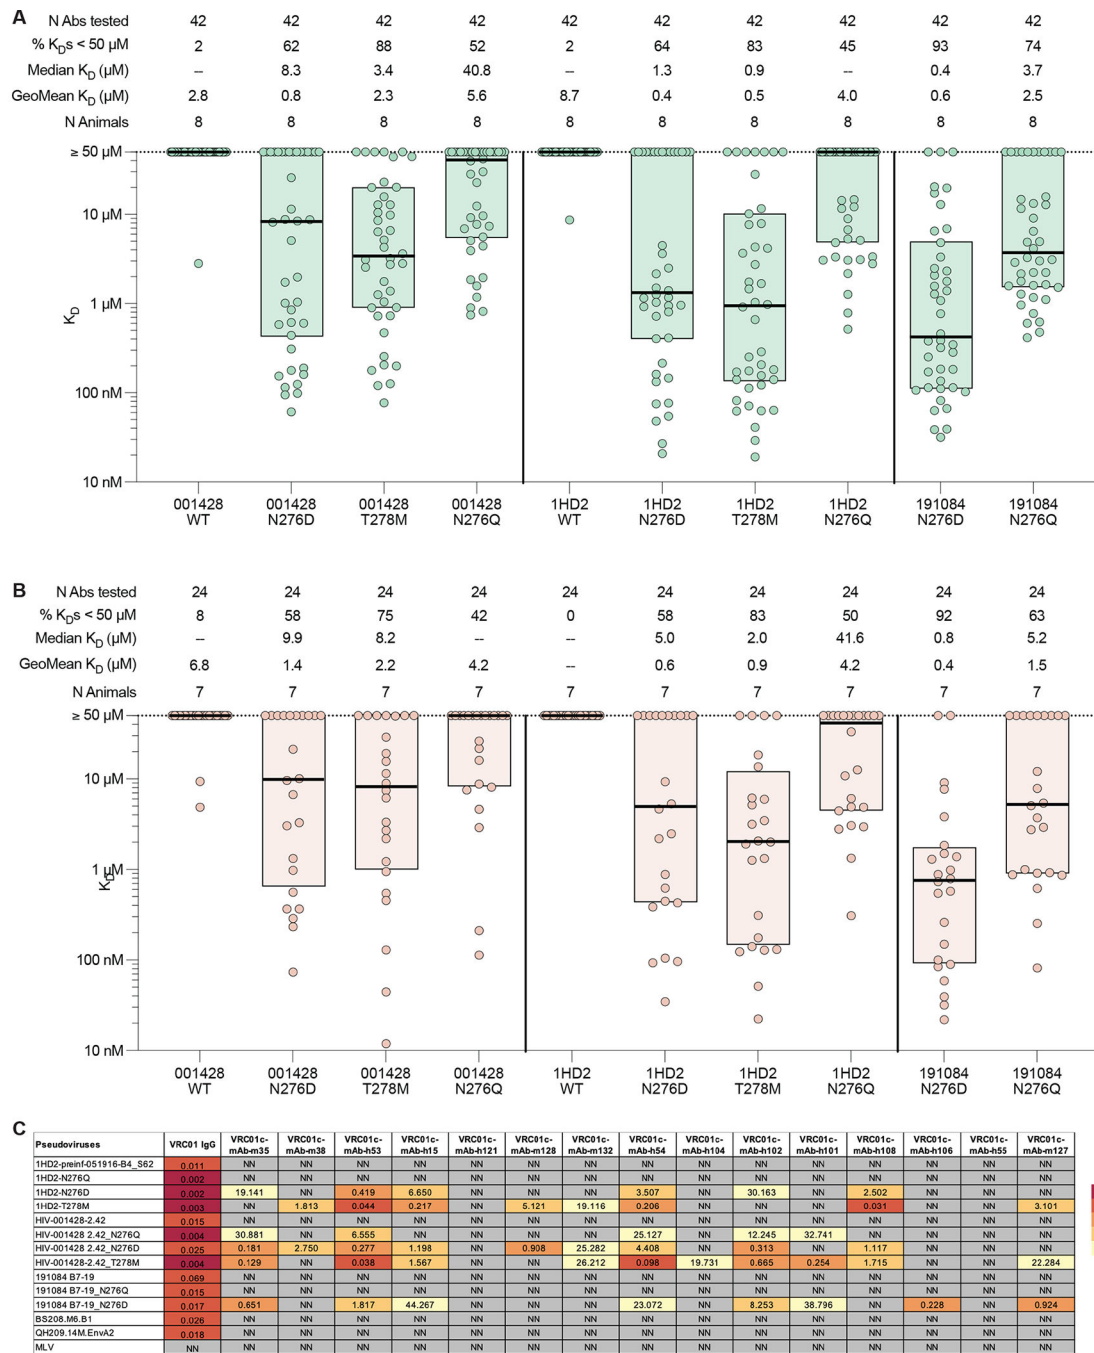 A
N Abs tested 42 42 42 42 42 42 42 42 42 42
% KDs < 50 µM 2 62 88 52 2 64 83 45 93 74
Median KD (µM) -- 8.3 3.4 40.8 -- 1.3 0.9 -- 0.4 3.7
GeoMean KD (µM) 2.8 0.8 2.3 5.6 8.7 0.4 0.5 4.0 0.6 2.5
N Animals 8 8 8 8 8 8 8 8 8 8
≥ 50 µM
10 µM
1 µM
KD
100 nM
10 nM
001428 001428 001428 001428 1HD2 1HD2 1HD2 1HD2 191084 191084
WT N276D T278M N276Q WT N276D T278M N276Q N276D N276Q
B
N Abs tested 24 24 24 24 24 24 24 24 24 24
% KDs < 50 µM 8 58 75 42 0 58 83 50 92 63
Median KD (µM) -- 9.9 8.2 -- -- 5.0 2.0 41.6 0.8 5.2
GeoMean KD (µM) 6.8 1.4 2.2 4.2 -- 0.6 0.9 4.2 0.4 1.5
N Animals 7 7 7 7 7 7 7 7 7 7
≥ 50 µM
10 µM
1 µM
KD
100 nM
10 nM
001428 001428 001428 001428 1HD2 1HD2 1HD2 1HD2 191084 191084
WT N276D T278M N276Q WT N276D T278M N276Q N276D N276Q
C
Pseudoviruses VRC01 IgG VRC01c-mAb-m35 VRC01c-mAb-m38 VRC01c-mAb-h53 VRC01c-mAb-h15 VRC01c-mAb-h121 VRC01c-mAb-m128 VRC01c-mAb-m132 VRC01c-mAb-h54 VRC01c-mAb-h104 VRC01c-mAb-h102 VRC01c-mAb-h101 VRC01c-mAb-h108 VRC01c-mAb-h106 VRC01c-mAb-h55 VRC01c-mAb-m127
1HD2-preinf-051916-B4_S62 0.011 NN NN NN NN NN NN NN NN NN NN NN NN NN NN NN
1HD2-N276Q 0.002 NN NN NN NN NN NN NN NN NN NN NN NN NN NN NN
1HD2-N276D 0.002 19.141 NN 0.419 6.650 NN NN NN 3.507 NN 30.163 NN 2.502 NN NN NN
1HD2-T278M 0.003 NN 1.813 0.044 0.217 NN 5.121 19.116 0.206 NN NN NN 0.031 NN NN 3.101
HIV-001428-2.42 0.015 NN NN NN NN NN NN NN NN NN NN NN NN NN NN NN
HIV-001428 2.42_N276Q 0.004 30.881 NN 6.555 NN NN NN NN 25.127 NN 12.245 32.741 NN NN NN NN
HIV-001428 2.42_N276D 0.025 0.181 2.750 0.277 1.198 NN 0.908 25.282 4.408 NN 0.313 NN 1.117 NN NN NN
HIV-001428-2.42_T278M 0.004 0.129 NN 0.038 1.567 NN NN 26.212 0.098 19.731 0.665 0.254 1.715 NN NN 22.284
191084 B7-19 0.069 NN NN NN NN NN NN NN NN NN NN NN NN NN NN NN
191084 B7-19_N276Q 0.015 NN NN NN NN NN NN NN NN NN NN NN NN NN NN NN
191084 B7-19_N276D 0.017 0.651 NN 1.817 44.267 NN NN NN 23.072 NN 8.253 38.796 NN 0.228 NN 0.924
BS208.M6.B1 0.026 NN NN NN NN NN NN NN NN NN NN NN NN NN NN NN
QH209.14M.EnvA2 0.018 NN NN NN NN NN NN NN NN NN NN NN NN NN NN NN
MLV NN NN NN NN NN NN NN NN NN NN NN NN NN NN NN NN